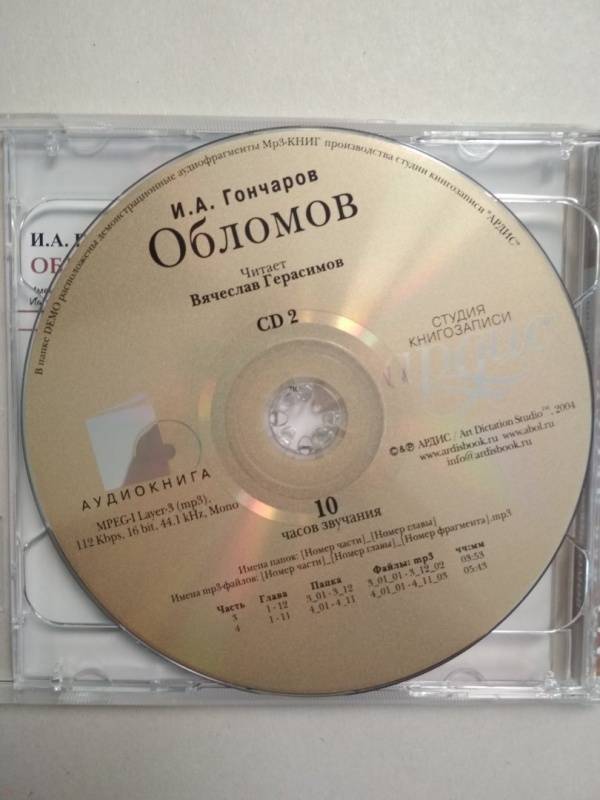 В папке DEMO расположены демонстрационные аудиофрагменты Mp3-КНИГ производства студии книгозаписи "АРДИС"
И.А. Гончаров
Обломов
Читает
Вячеслав Герасимов
CD 2
СТУДИЯ
КНИГОЗАПИСИ
АУДИОКНИГА
MPEG-1 Layer-3 (mp3),
112 Kbps, 16 bit, 44.1 kHz, Mono
©&℗ АРДИС / Art Dictation Studio™, 2004
www.ardisbook.ru www.abol.ru
info@ardisbook.ru
10
часов звучания
Имена папок: [Номер части]_[Номер главы]
Имена mp3-файлов: [Номер части]_[Номер главы]_[Номер фрагмента].mp3
Часть Глава Папка Файлы: mp3 чч:мм
3 1 - 12 3_01 - 3_12 3_01_01 - 3_12_02 03:53
4 1 - 11 4_01 - 4_11 4_01_01 - 4_11_03 05:43
И.А. Г
ОБ